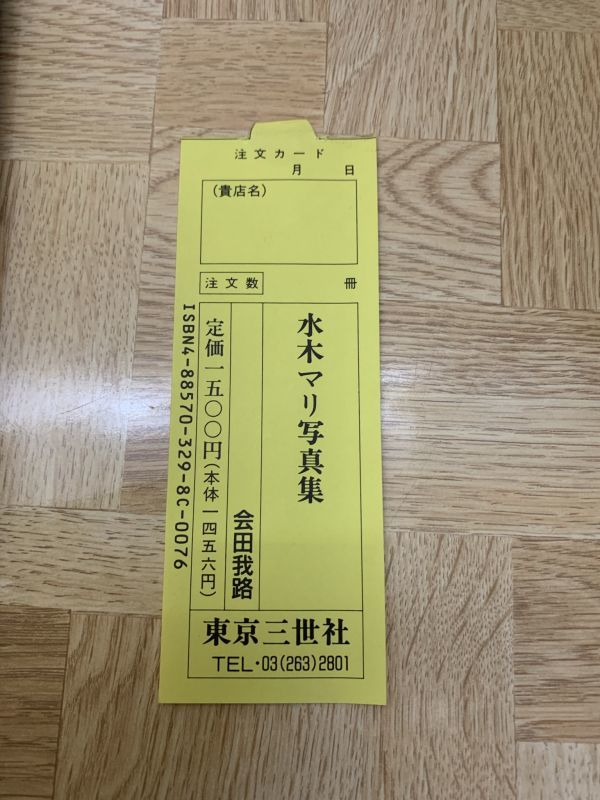 注文カード
月　日
(貴店名)
注文数　冊
水木マリ写真集
会田我路
定価一五〇〇円(本体一四五六円)
ISBN4-88570-329-8C-0076
東京三世社
TEL・03(263)2801